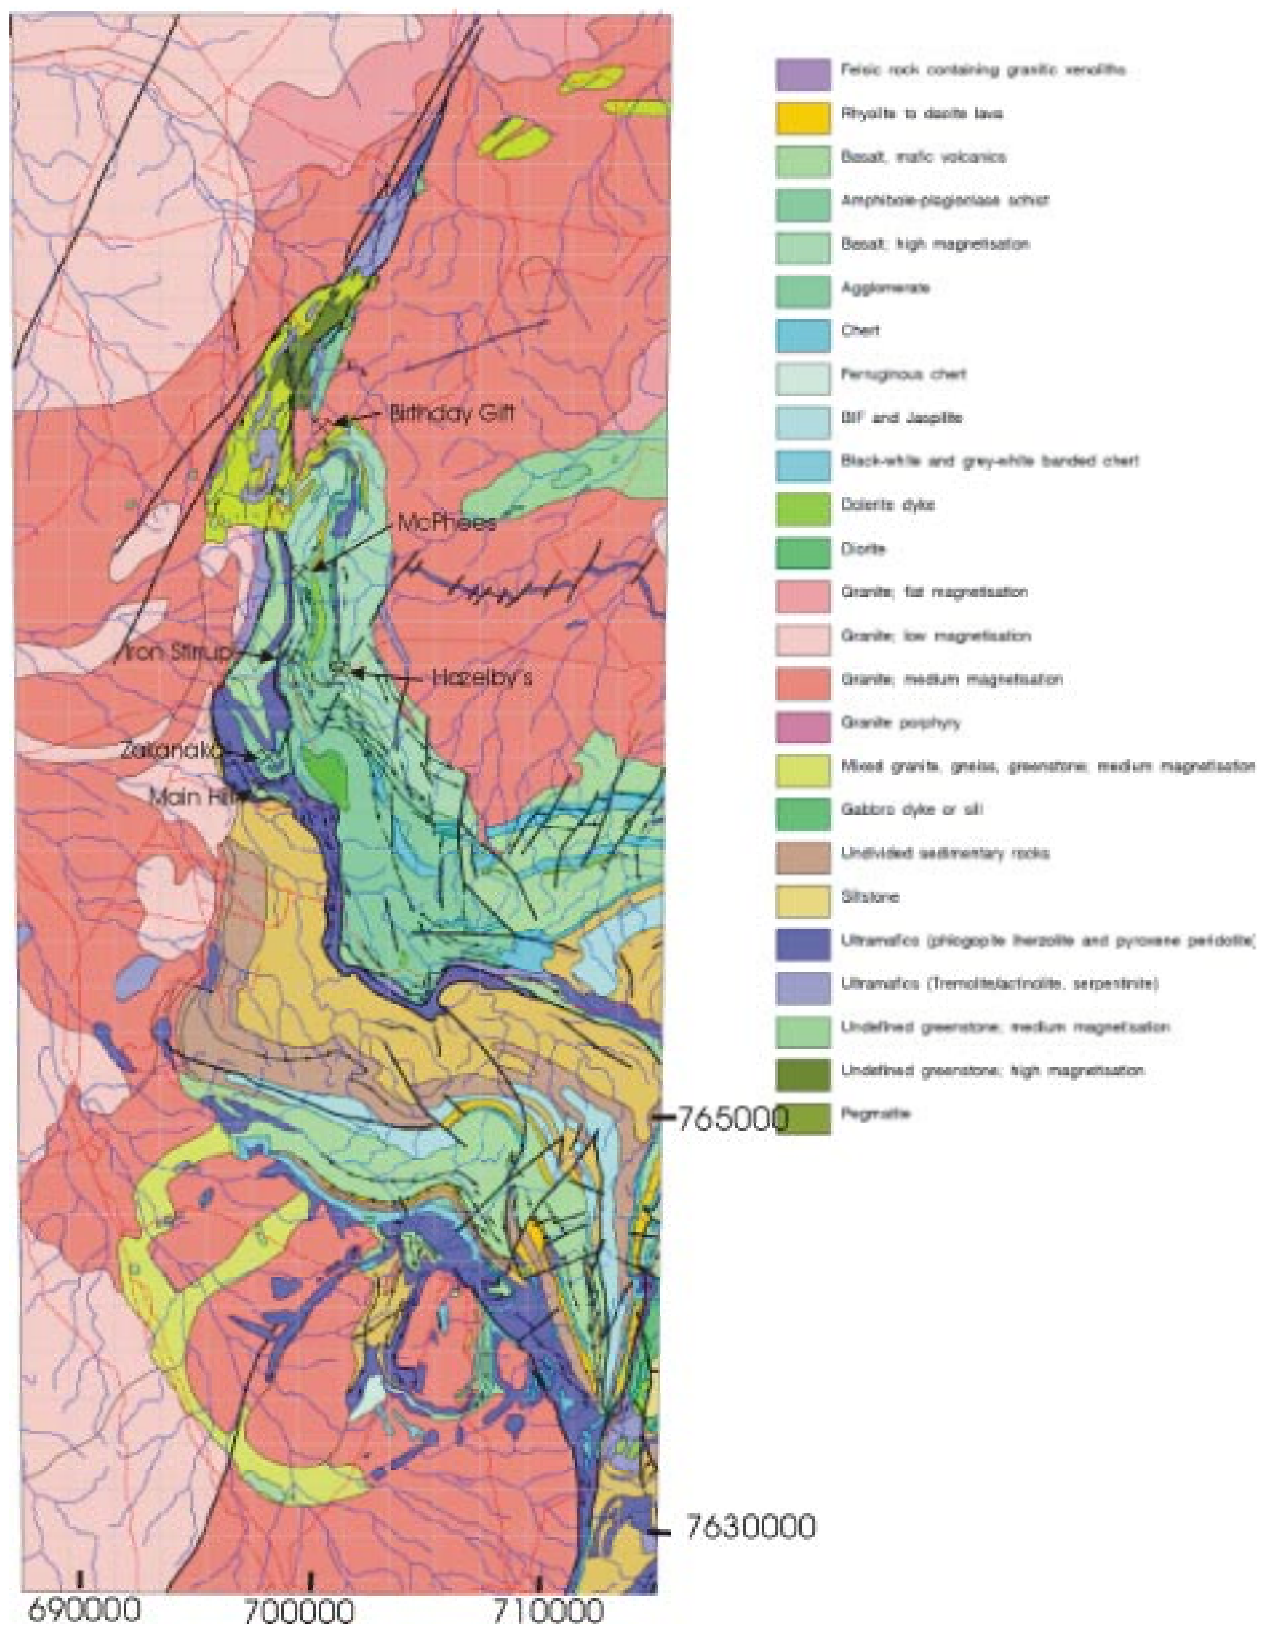 Felsic rock containing granitic xenoliths
Rhyolite to dacite lava
Basalt, mafic volcanics
Amphibole-plagioclase schist
Basalt; high magnetisation
Agglomerate
Chert
Ferruginous chert
BIF and Jaspilite
Black-white and grey-white banded chert
Dolerite dyke
Diorite
Granite; flat magnetisation
Granite; low magnetisation
Granite; medium magnetisation
Granite porphyry
Mixed granite, gneiss, greenstone; medium magnetisation
Gabbro dyke or sill
Undivided sedimentary rocks
Siltstone
Ultramafics (phlogopite lherzolite and pyroxene peridotite)
Ultramafics (Tremolite/actinolite, serpentinite)
Undefined greenstone; medium magnetisation
Undefined greenstone; high magnetisation
Pegmatite
Birthday Gift
McPhees
Iron Stirrup
Hazelby's
Zakanaka
Main Hill
765000
7630000
690000
700000
710000